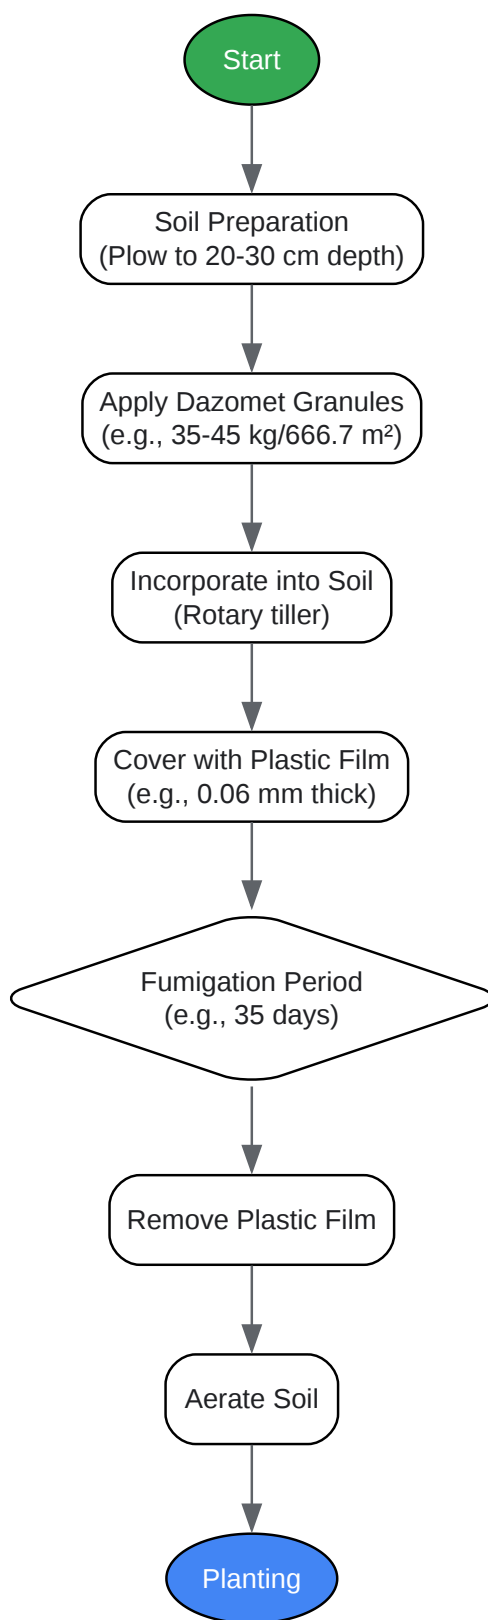 Start
Soil Preparation
(Plow to 20-30 cm depth)
Apply Dazomet Granules
(e.g., 35-45 kg/666.7 m²)
Incorporate into Soil
(Rotary tiller)
Cover with Plastic Film
(e.g., 0.06 mm thick)
Fumigation Period
(e.g., 35 days)
Remove Plastic Film
Aerate Soil
Planting